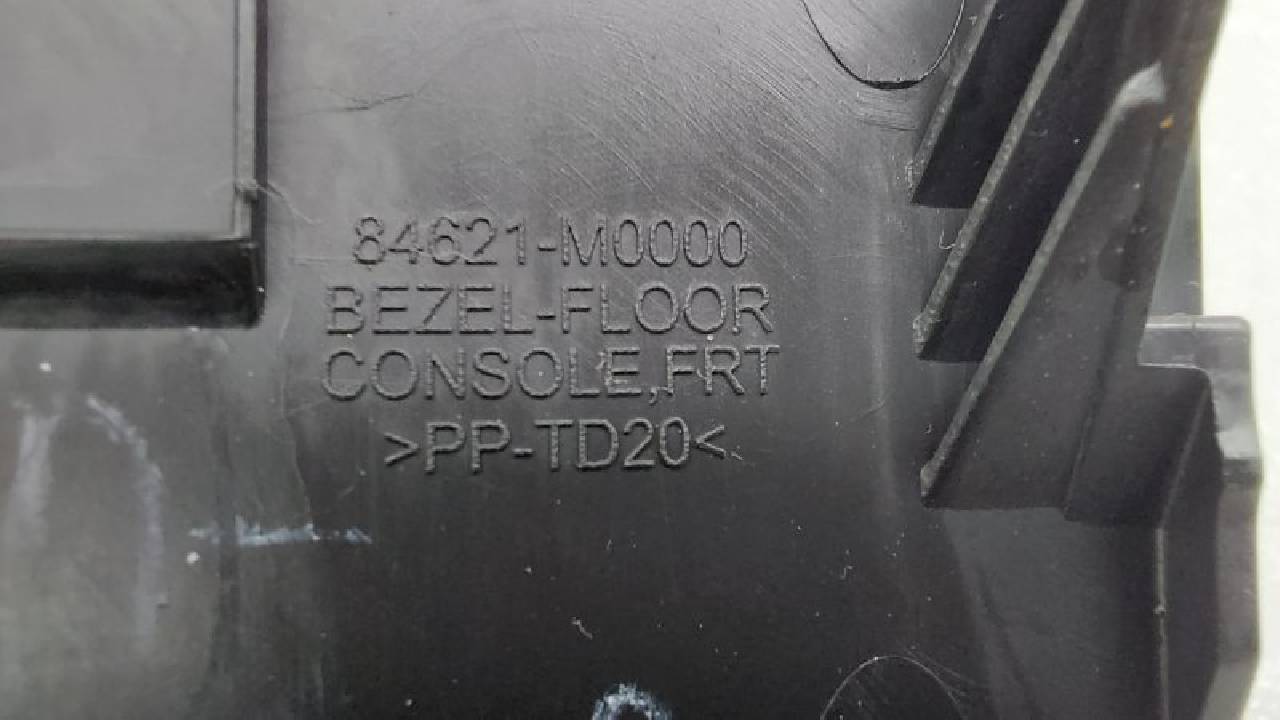 84621-M0000
BEZEL-FLOOR
CONSOLE,FRT
>PP-TD20<